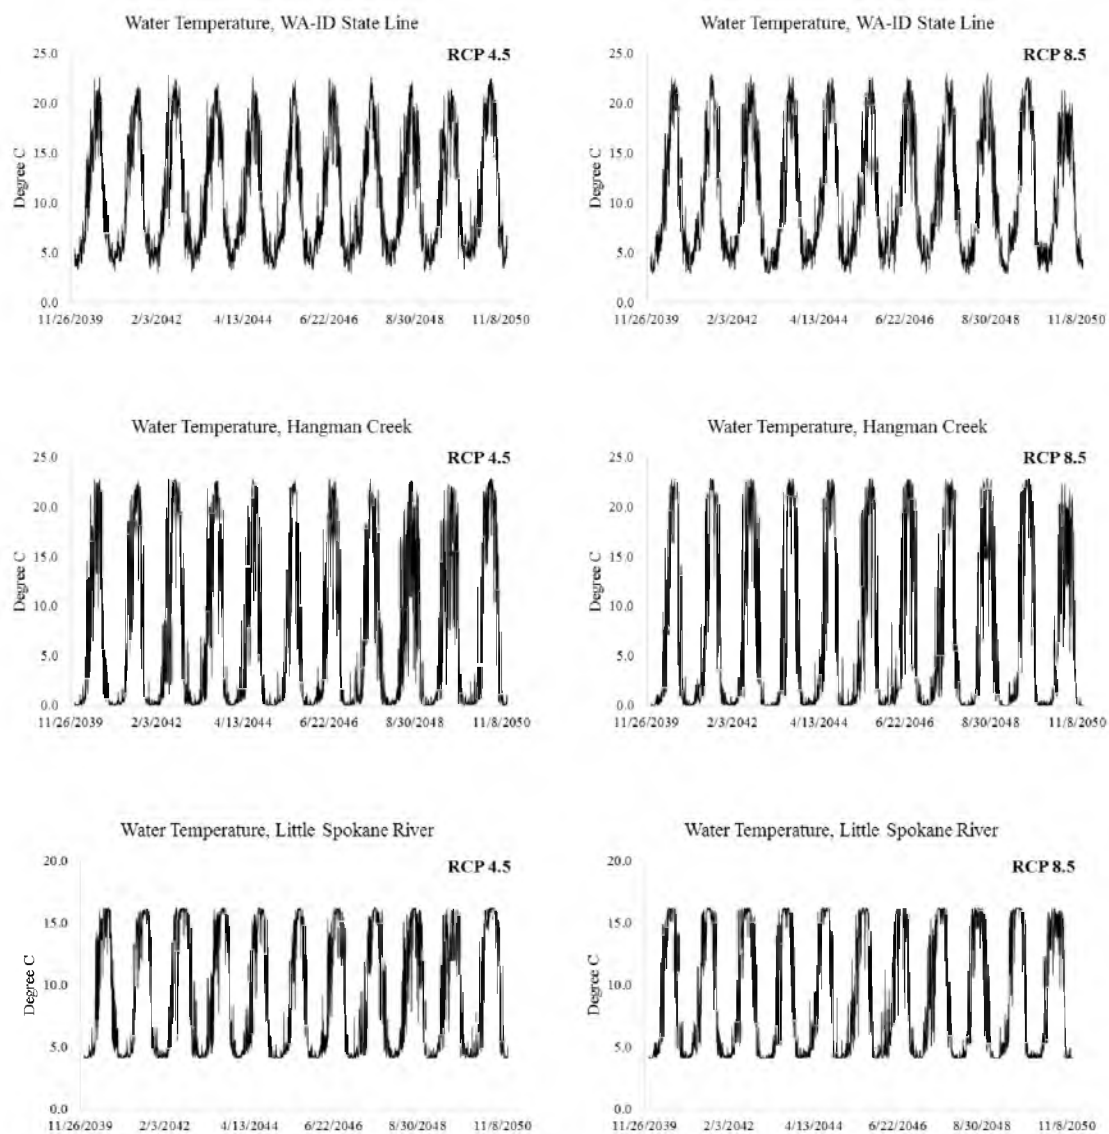 Water Temperature, WA-ID State Line
RCP 4.5
25.0
20.0
15.0
10.0
5.0
0.0
Degree C
11/26/2039 2/3/2042 4/13/2044 6/22/2046 8/30/2048 11/8/2050
Water Temperature, WA-ID State Line
RCP 8.5
25.0
20.0
15.0
10.0
5.0
0.0
Degree C
11/26/2039 2/3/2042 4/13/2044 6/22/2046 8/30/2048 11/8/2050
Water Temperature, Hangman Creek
RCP 4.5
25.0
20.0
15.0
10.0
5.0
0.0
Degree C
11/26/2039 2/3/2042 4/13/2044 6/22/2046 8/30/2048 11/8/2050
Water Temperature, Hangman Creek
RCP 8.5
25.0
20.0
15.0
10.0
5.0
0.0
Degree C
11/26/2039 2/3/2042 4/13/2044 6/22/2046 8/30/2048 11/8/2050
Water Temperature, Little Spokane River
RCP 4.5
20.0
15.0
10.0
5.0
0.0
Degree C
11/26/2039 2/3/2042 4/13/2044 6/22/2046 8/30/2048 11/8/2050
Water Temperature, Little Spokane River
RCP 8.5
20.0
15.0
10.0
5.0
0.0
Degree C
11/26/2039 2/3/2042 4/13/2044 6/22/2046 8/30/2048 11/8/2050